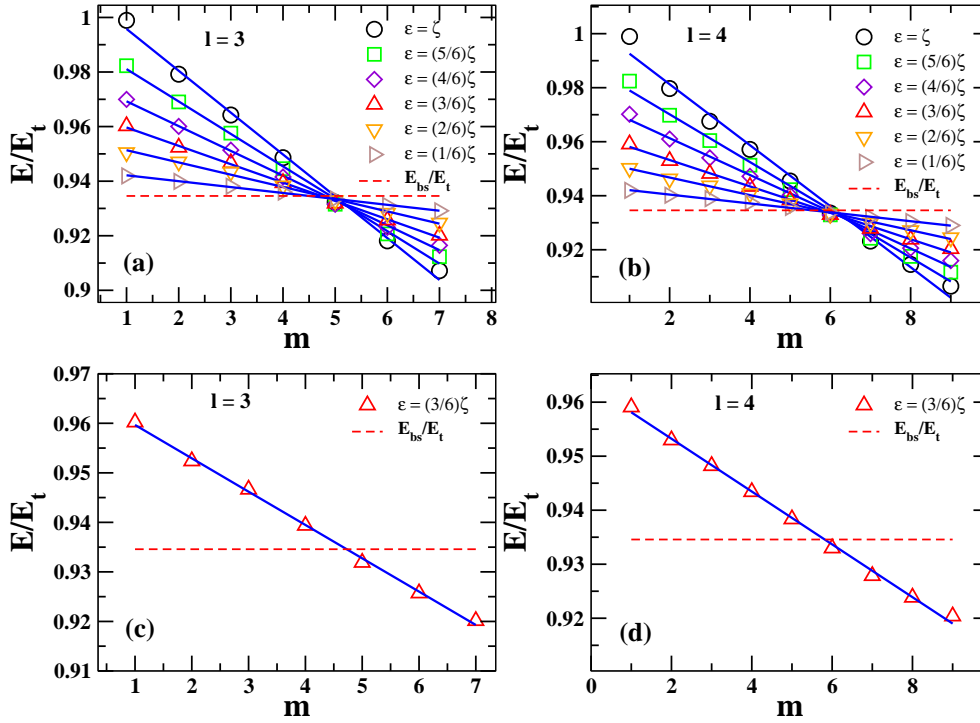 l = 3
ε = ζ
ε = (5/6)ζ
ε = (4/6)ζ
ε = (3/6)ζ
ε = (2/6)ζ
ε = (1/6)ζ
E_bs/E_t
1
0.98
0.96
0.94
0.92
0.9
E/E_t
(a)
1 2 3 4 5 6 7 8
m
l = 4
ε = ζ
ε = (5/6)ζ
ε = (4/6)ζ
ε = (3/6)ζ
ε = (2/6)ζ
ε = (1/6)ζ
E_bs/E_t
1
0.98
0.96
0.94
0.92
E/E_t
(b)
0 2 4 6 8
m
l = 3
ε = (3/6)ζ
E_bs/E_t
0.97
0.96
0.95
0.94
0.93
0.92
0.91
E/E_t
(c)
1 2 3 4 5 6 7
m
l = 4
ε = (3/6)ζ
E_bs/E_t
0.96
0.95
0.94
0.93
0.92
E/E_t
(d)
0 2 4 6 8
m